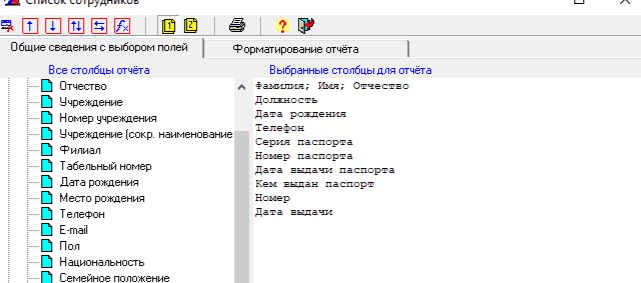 Список сотрудников
Общие сведения с выбором полей
Форматирование отчёта
Все столбцы отчёта
Отчество
Учреждение
Номер учреждения
Учреждение (сокр. наименование
Филиал
Табельный номер
Дата рождения
Место рождения
Телефон
E-mail
Пол
Национальность
Семейное положение
Выбранные столбцы для отчёта
Фамилия; Имя; Отчество
Должность
Дата рождения
Телефон
Серия паспорта
Номер паспорта
Дата выдачи паспорта
Кем выдан паспорт
Номер
Дата выдачи